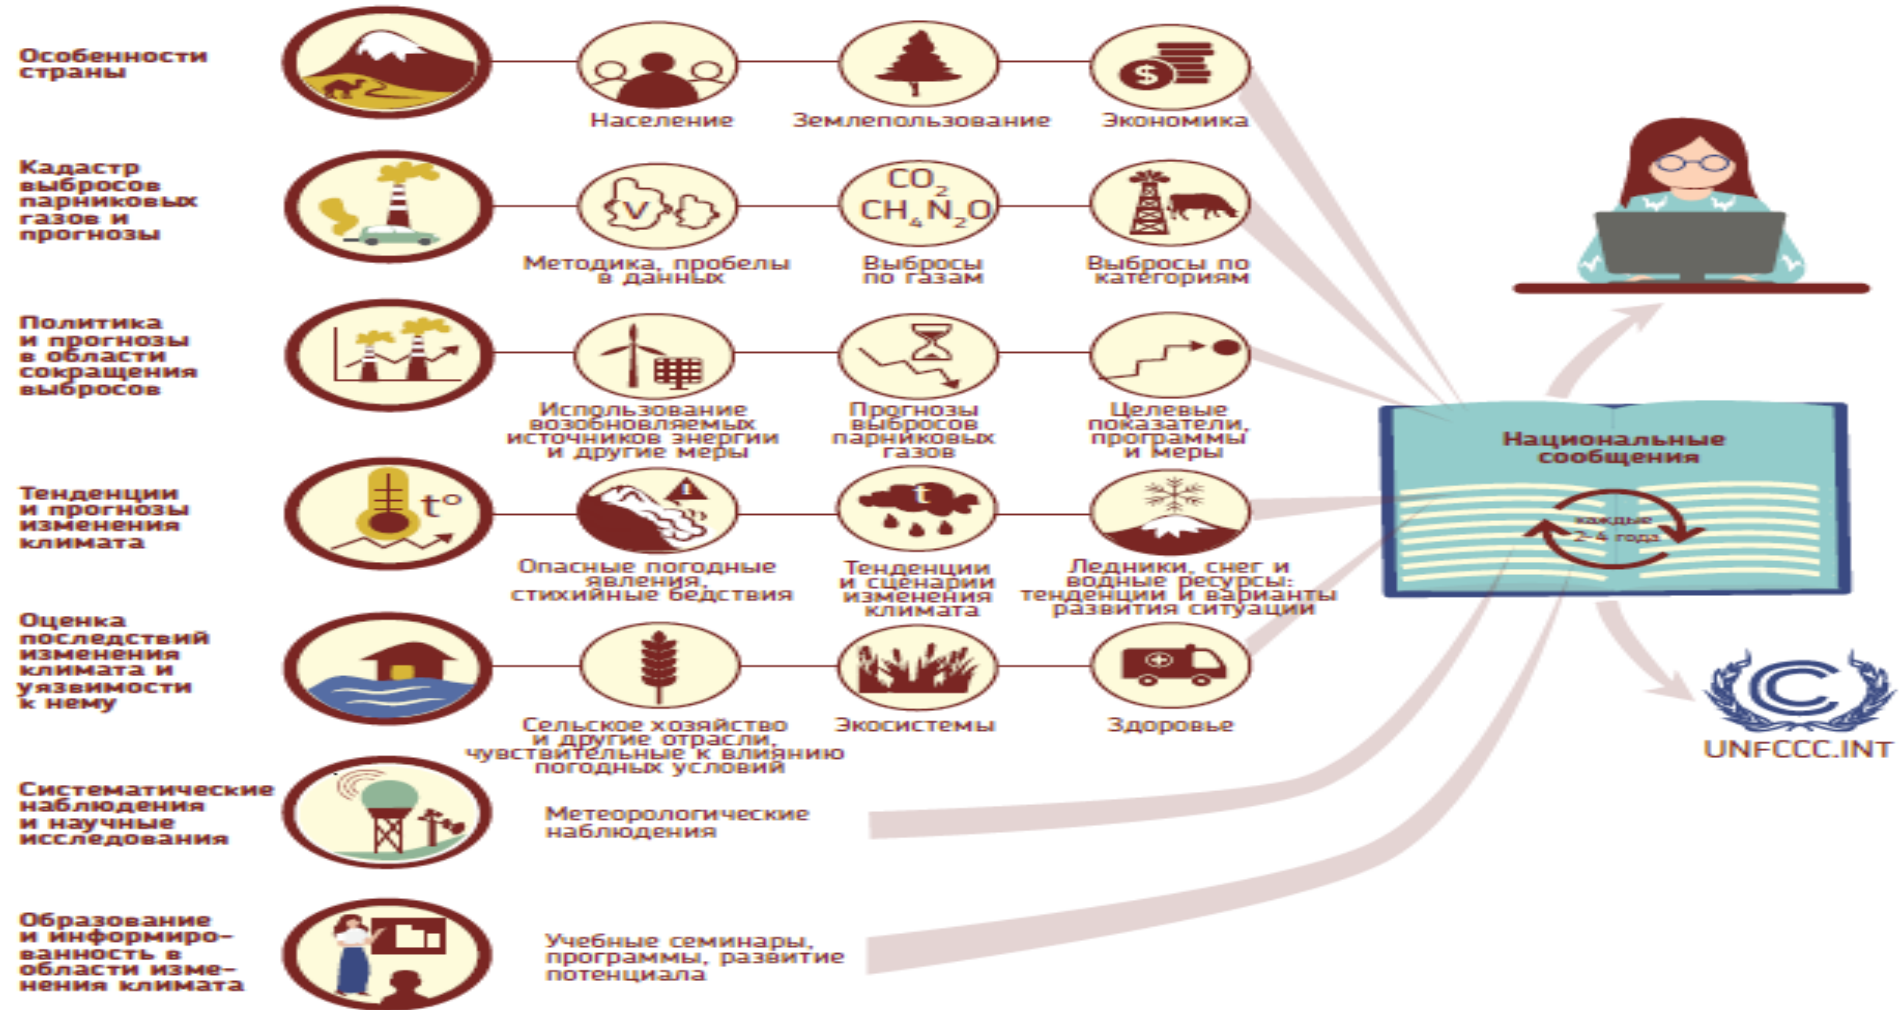 Особенности
страны
Население
Землепользование
Экономика
Кадастр
выбросов
парниковых
газов и
прогнозы
V
CO2
CH4N2O
Методика, пробелы
в данных
Выбросы
по газам
Выбросы по
категориям
Политика
и прогнозы
в области
сокращения
выбросов
Использование
возобновляемых
источников энергии
и другие меры
Прогнозы
выбросов
парниковых
газов
Целевые
показатели,
программы
и меры
Тенденции
и прогнозы
изменения
климата
t°
t
Опасные погодные
явления,
стихийные бедствия
Тенденции
и сценарии
изменения
климата
Ледники, снег и
водные ресурсы:
тенденции и варианты
развития ситуации
Оценка
последствий
изменения
климата и
уязвимости
к нему
Сельское хозяйство
и другие отрасли,
чувствительные к влиянию
погодных условий
Экосистемы
Здоровье
Систематические
наблюдения
и научные
исследования
Метеорологические
наблюдения
Образование
и информиро-
ванность в
области изме-
нения климата
Учебные семинары,
программы, развитие
потенциала
Национальные
сообщения
каждые
2-4 года
UNFCCC.INT